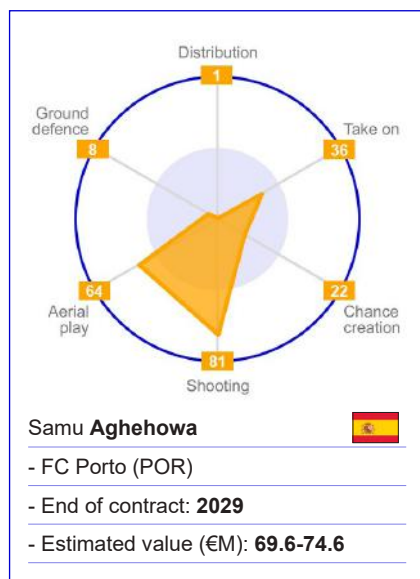 Distribution
1
Ground
defence
8
Take on
36
64
Aerial
play
22
Chance
creation
81
Shooting
Samu Aghehowa
- FC Porto (POR)
- End of contract: 2029
- Estimated value (€M): 69.6-74.6